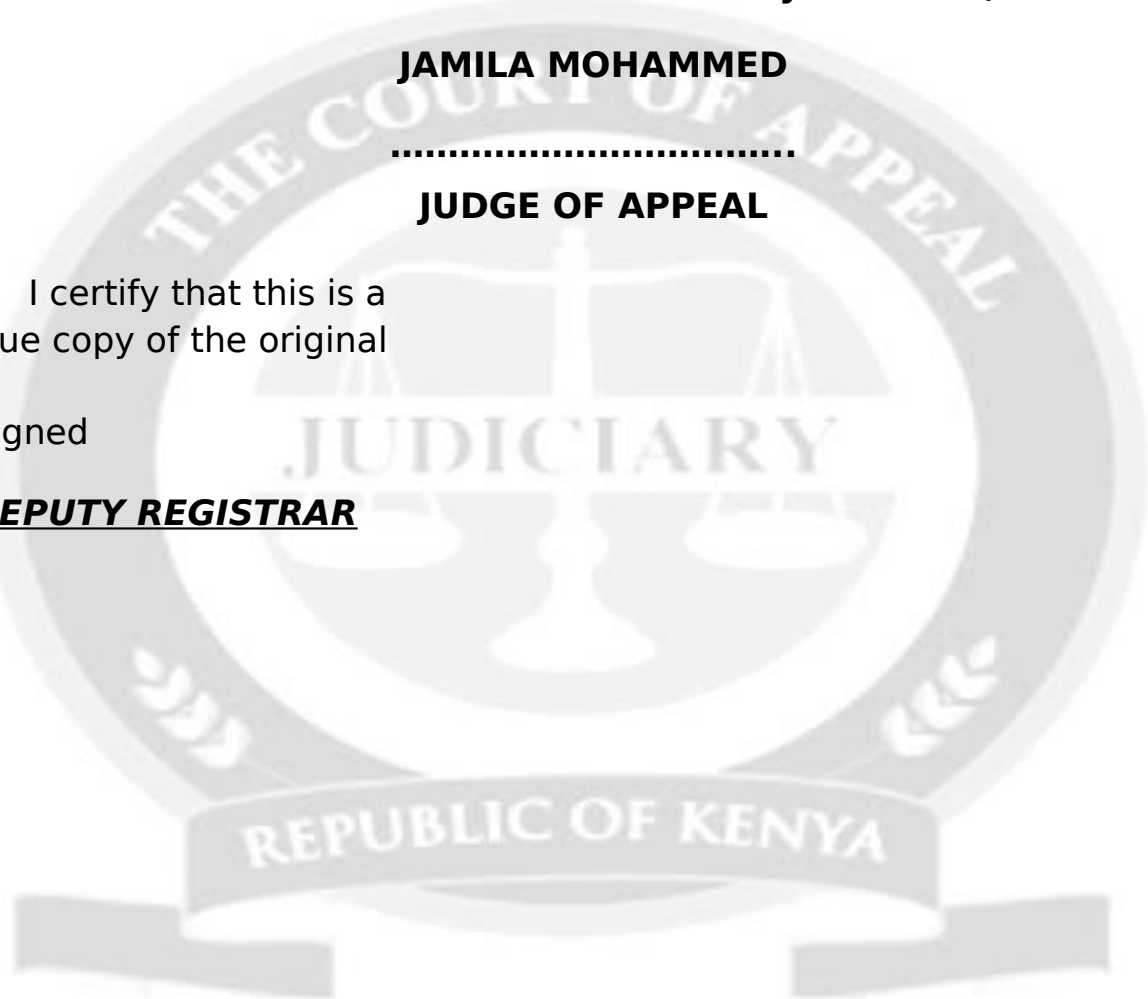 JAMILA MOHAMMED
..................................
JUDGE OF APPEAL
I certify that this is a
ue copy of the original
gned
EPUTY REGISTRAR
THE COURT OF APPEAL
JUDICIARY
REPUBLIC OF KENYA